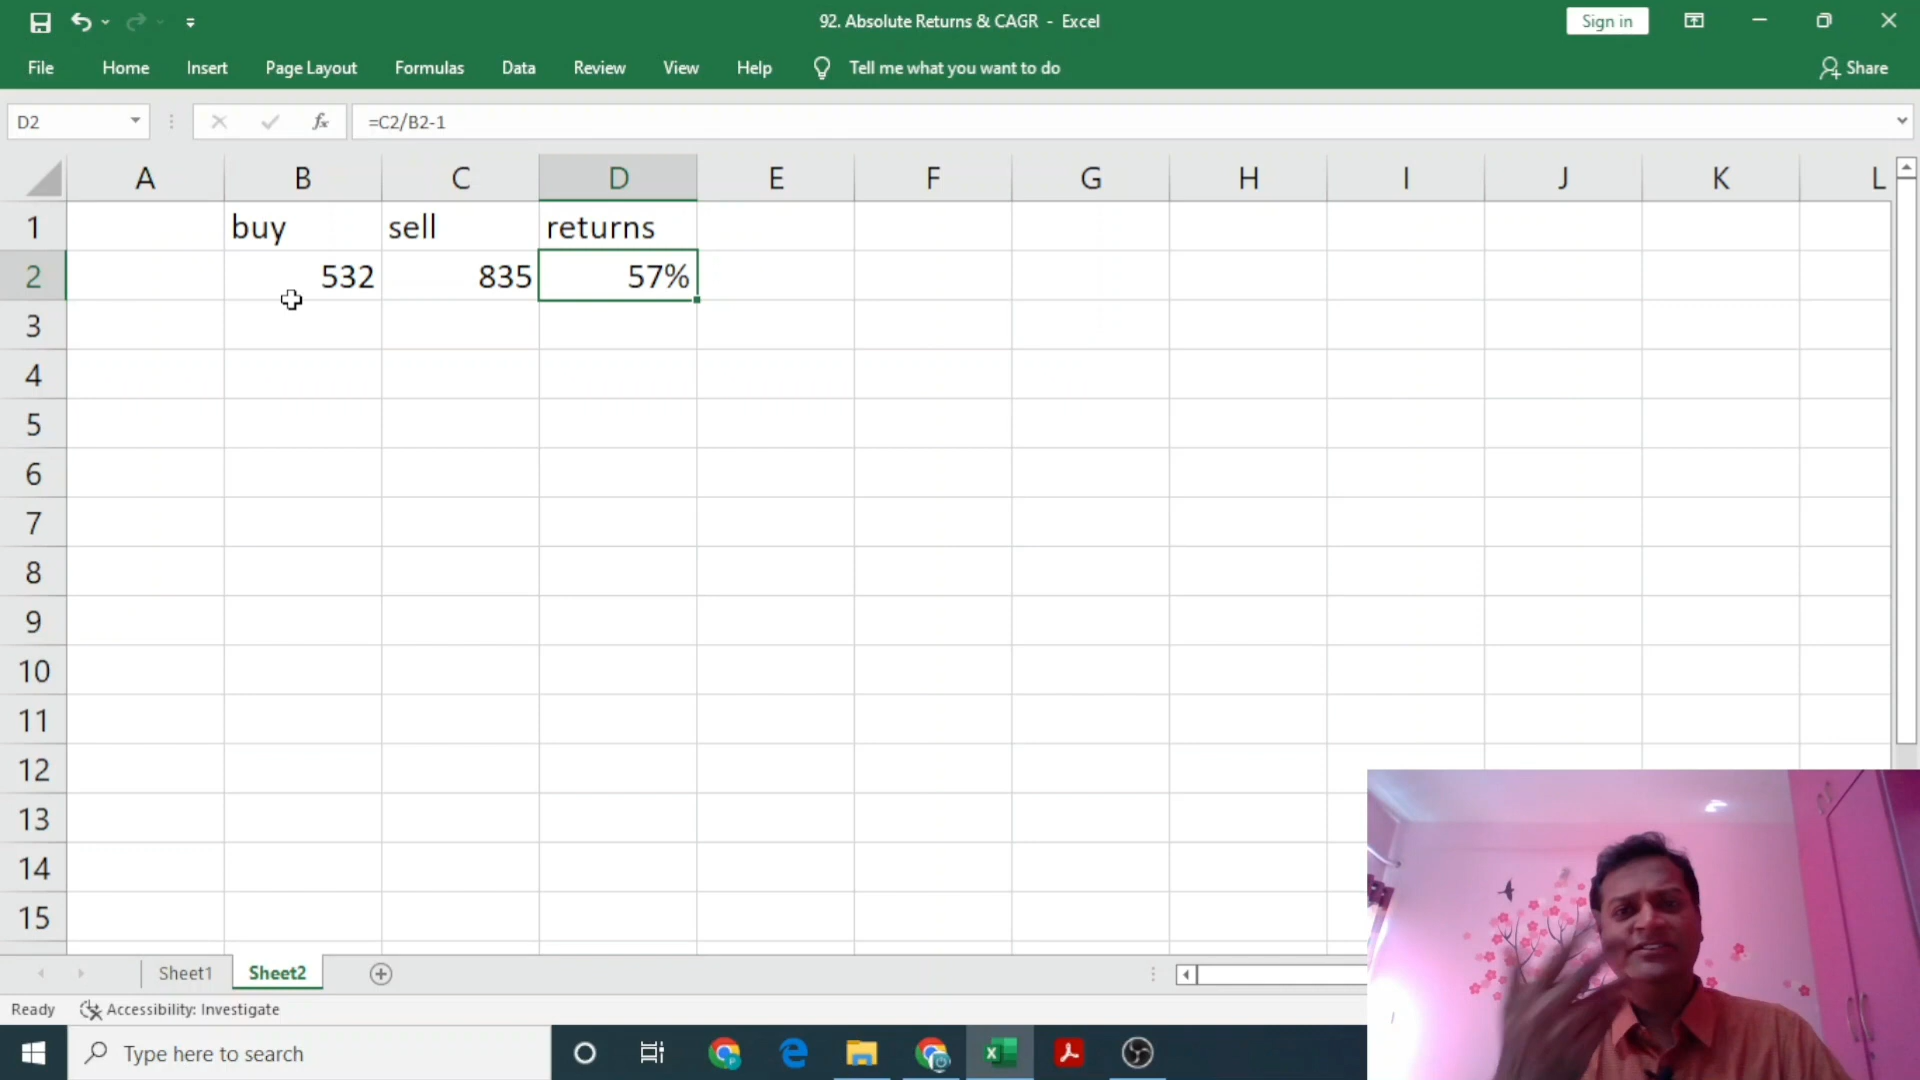 92. Absolute Returns & CAGR - Excel
Sign in
File Home Insert Page Layout Formulas Data Review View Help Tell me what you want to do Share
D2 fx =C2/B2-1
A B C D E F G H I J K L
1 buy sell returns
2 532 835 57%
3
4
5
6
7
8
9
10
11
12
13
14
15
Sheet1 Sheet2
Ready Accessibility: Investigate
Type here to search